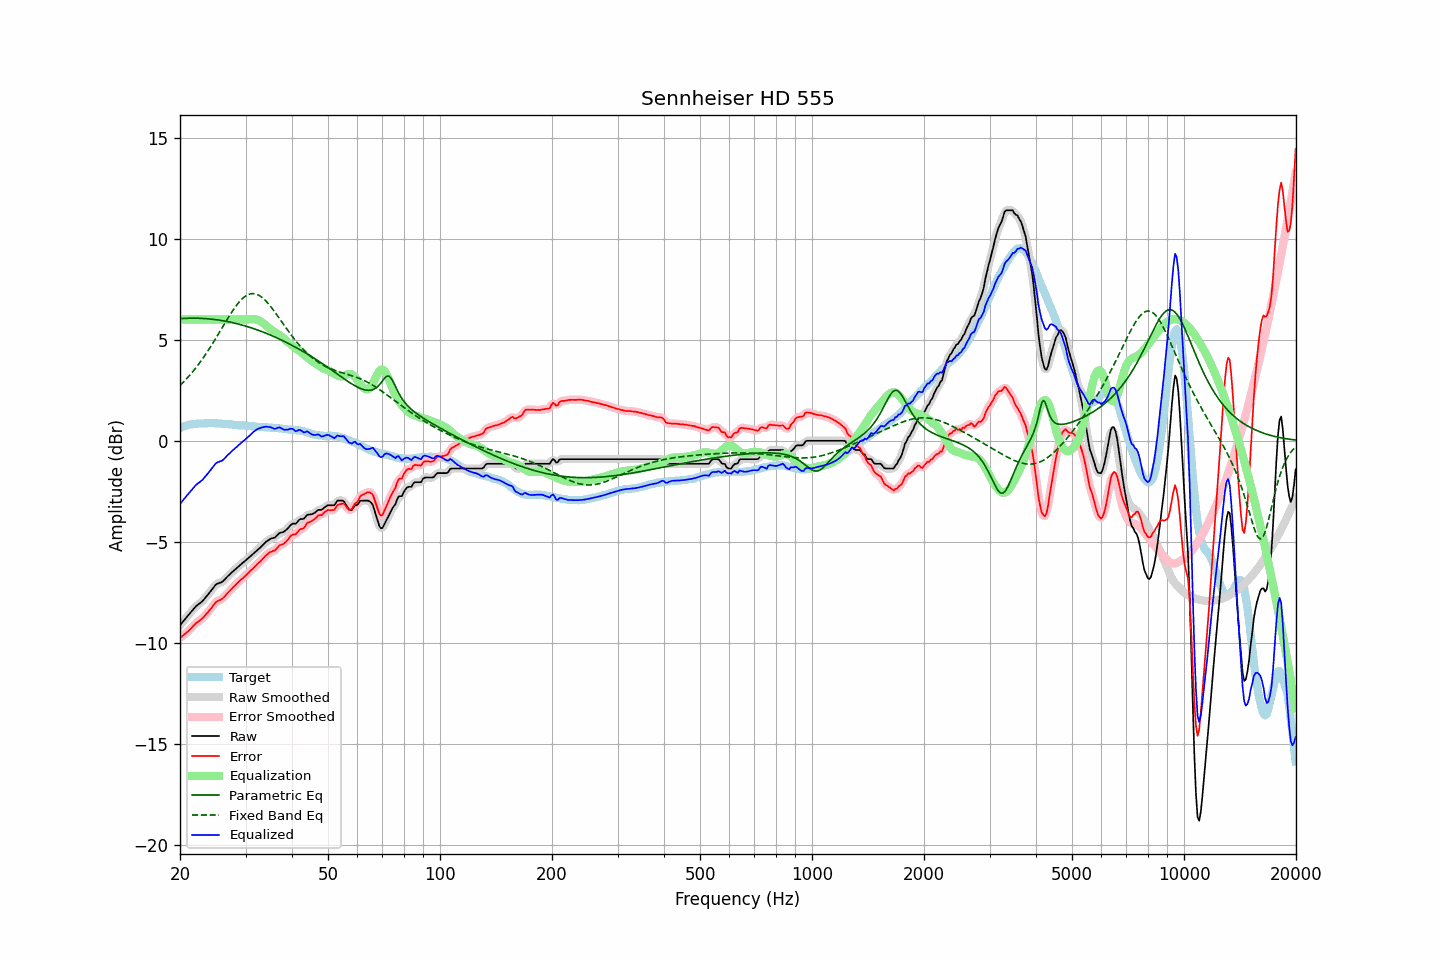 Sennheiser HD 555
Amplitude (dBr)
15
10
5
0
−5
−10
−15
−20
Target
Raw Smoothed
Error Smoothed
Raw
Error
Equalization
Parametric Eq
Fixed Band Eq
Equalized
20
50
100
200
500
1000
2000
5000
10000
20000
Frequency (Hz)